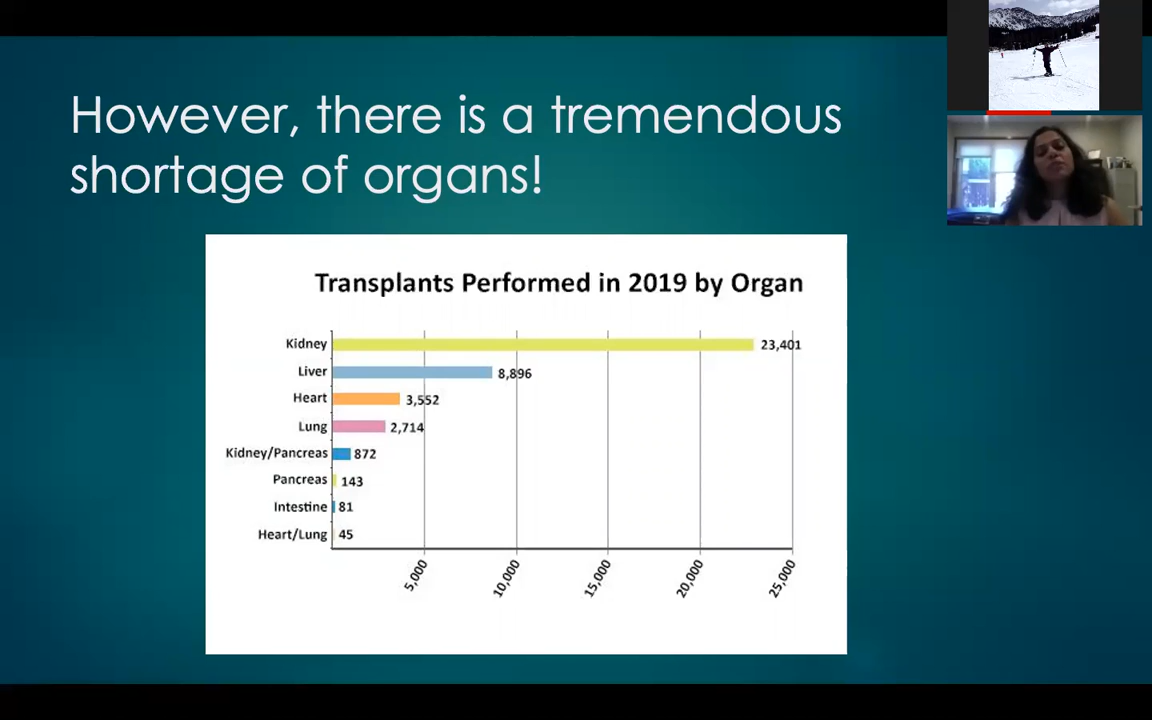 However, there is a tremendous
shortage of organs!
Transplants Performed in 2019 by Organ
Kidney 23,401
Liver 8,896
Heart 3,552
Lung 2,714
Kidney/Pancreas 872
Pancreas 143
Intestine 81
Heart/Lung 45
5,000 10,000 15,000 20,000 25,000